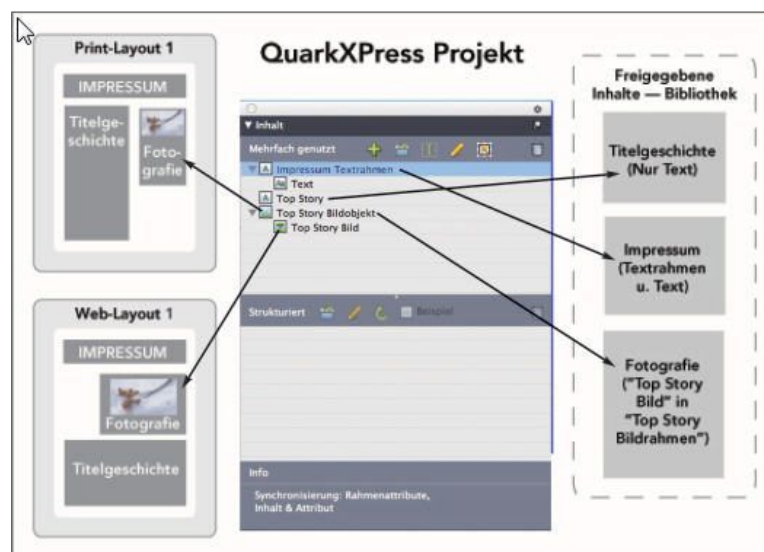 Print-Layout 1
IMPRESSUM
Titelge-
schichte
Foto-
grafie
Web-Layout 1
IMPRESSUM
Fotografie
Titelgeschichte
QuarkXPress Projekt
Inhalt
Mehrfach genutzt
Impressum Textrahmen
Text
Top Story
Top Story Bildobjekt
Top Story Bild
Strukturiert
Beispiel
Info
Synchronisierung: Rahmenattribute,
Inhalt & Attribut
Freigegebene
Inhalte — Bibliothek
Titelgeschichte
(Nur Text)
Impressum
(Textrahmen
u. Text)
Fotografie
("Top Story
Bild" in
"Top Story
Bildrahmen")